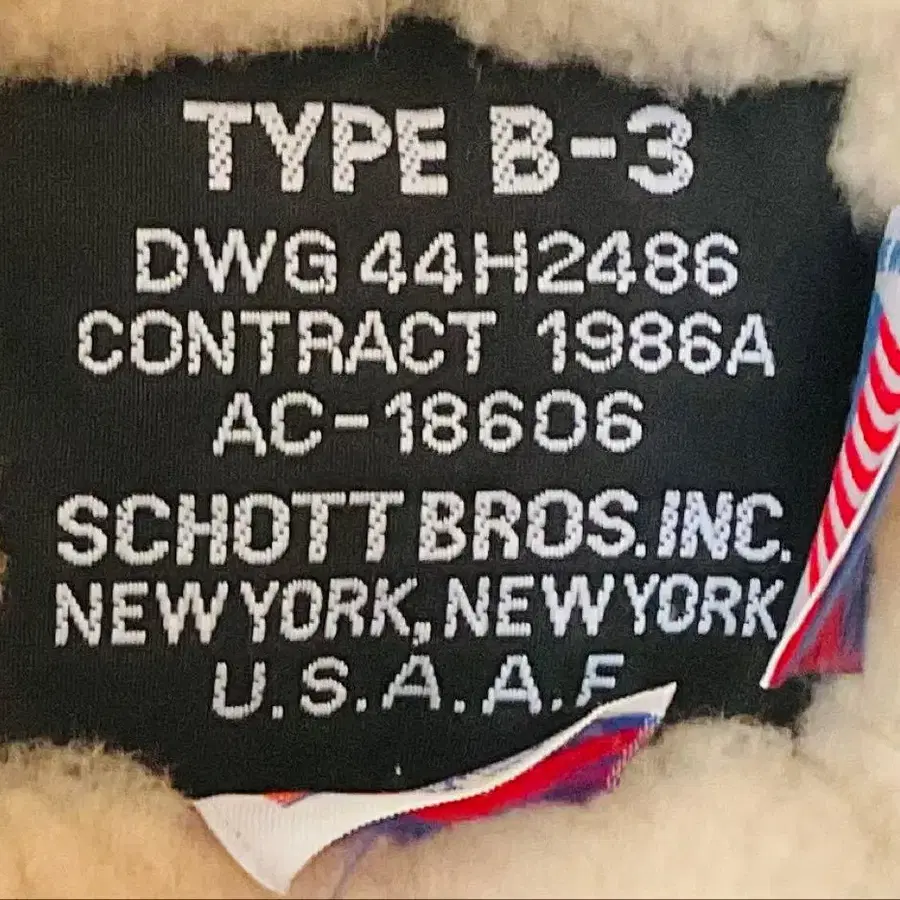 TYPE B-3
DWG 44H2486
CONTRACT 1986A
AC-18606
SCHOTT BROS. INC.
NEW YORK, NEW YORK
U.S.A.A.F